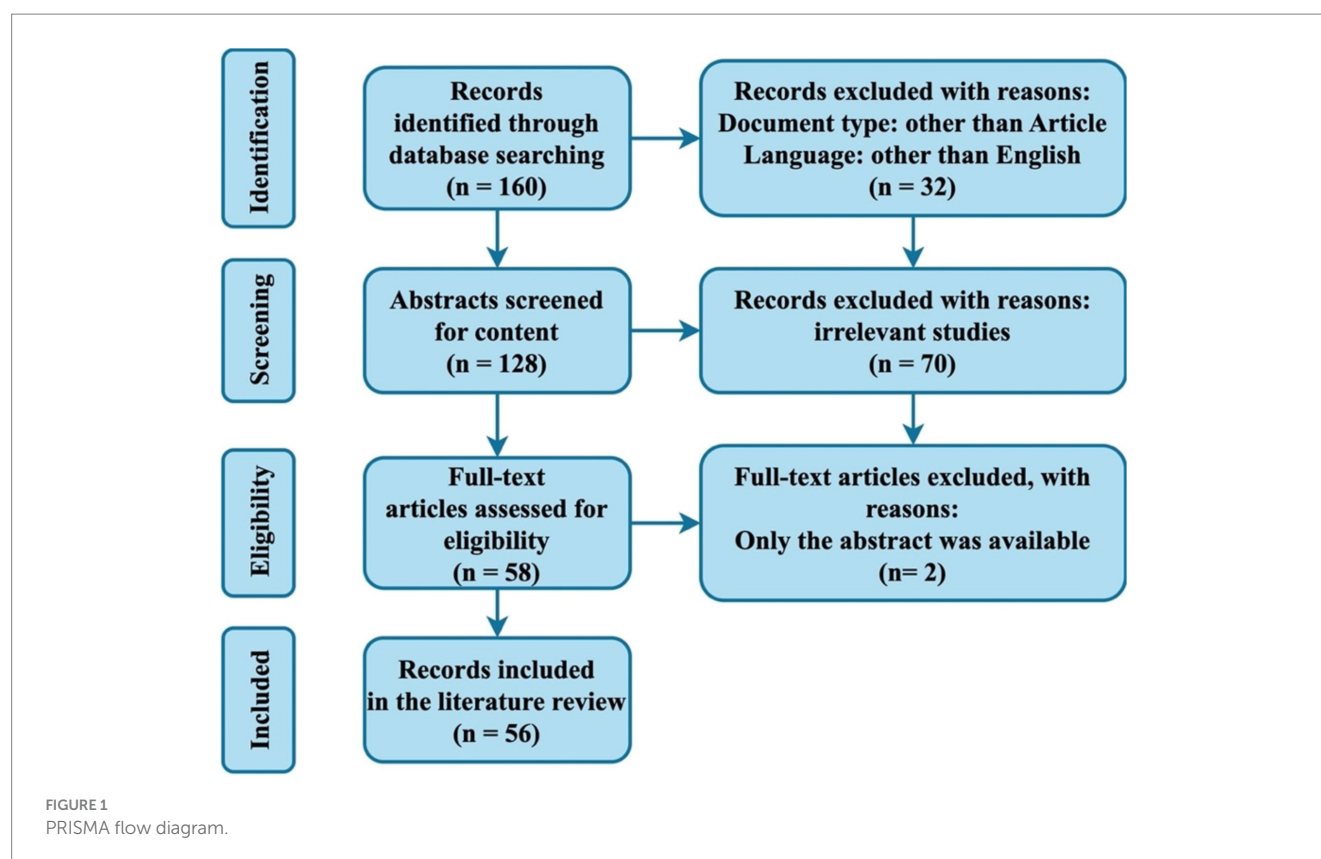 Identification
Records
identified through
database searching
(n = 160)
Records excluded with reasons:
Document type: other than Article
Language: other than English
(n = 32)
Screening
Abstracts screened
for content
(n = 128)
Records excluded with reasons:
irrelevant studies
(n = 70)
Eligibility
Full-text
articles assessed for
eligibility
(n = 58)
Full-text articles excluded, with
reasons:
Only the abstract was available
(n= 2)
Included
Records included
in the literature review
(n = 56)
FIGURE 1
PRISMA flow diagram.